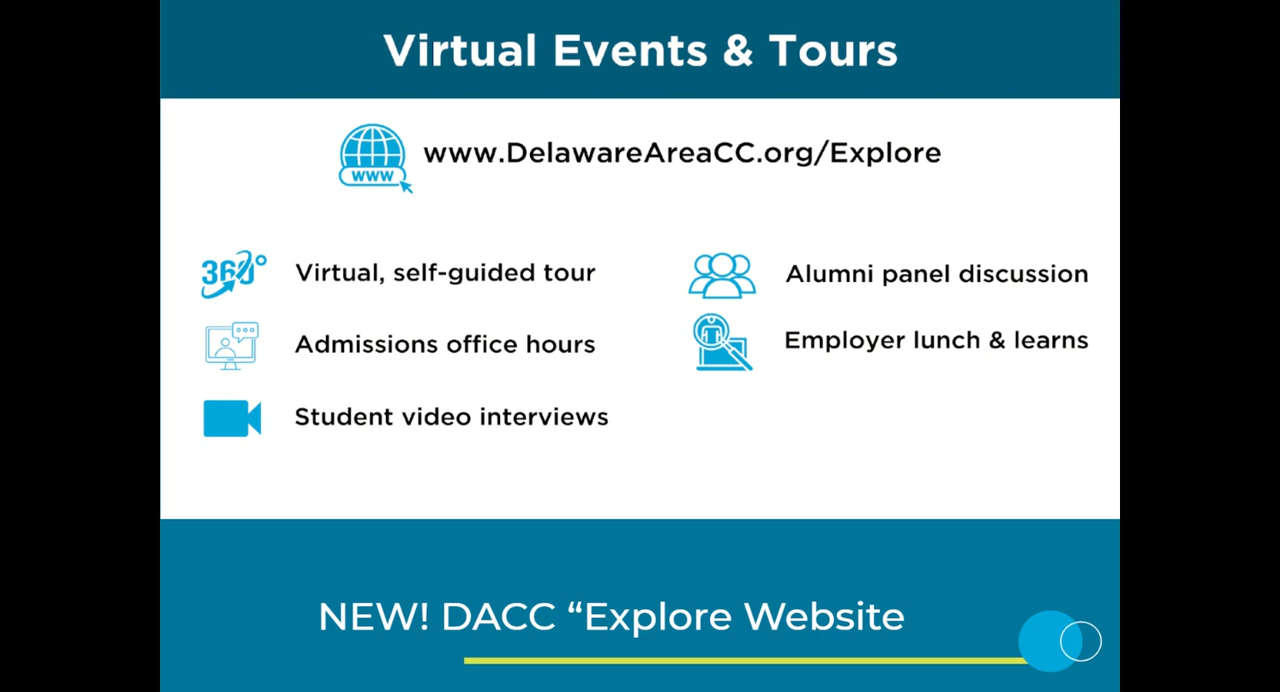 Virtual Events & Tours
www
www.DelawareAreaCC.org/Explore
360°
Virtual, self-guided tour
Admissions office hours
Student video interviews
Alumni panel discussion
Employer lunch & learns
NEW! DACC “Explore Website